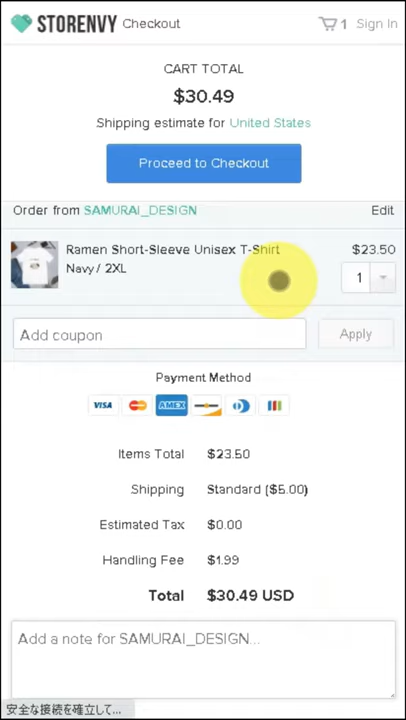 STORENVY Checkout 1 Sign In
CART TOTAL
$30.49
Shipping estimate for United States
Proceed to Checkout
Order from SAMURAI_DESIGN Edit
Ramen Short-Sleeve Unisex T-Shirt $23.50
Navy / 2XL 1
Add coupon Apply
Payment Method
VISA AMEX
Items Total $23.50
Shipping Standard ($5.00)
Estimated Tax $0.00
Handling Fee $1.99
Total $30.49 USD
Add a note for SAMURAI_DESIGN...
安全な接続を確立して...